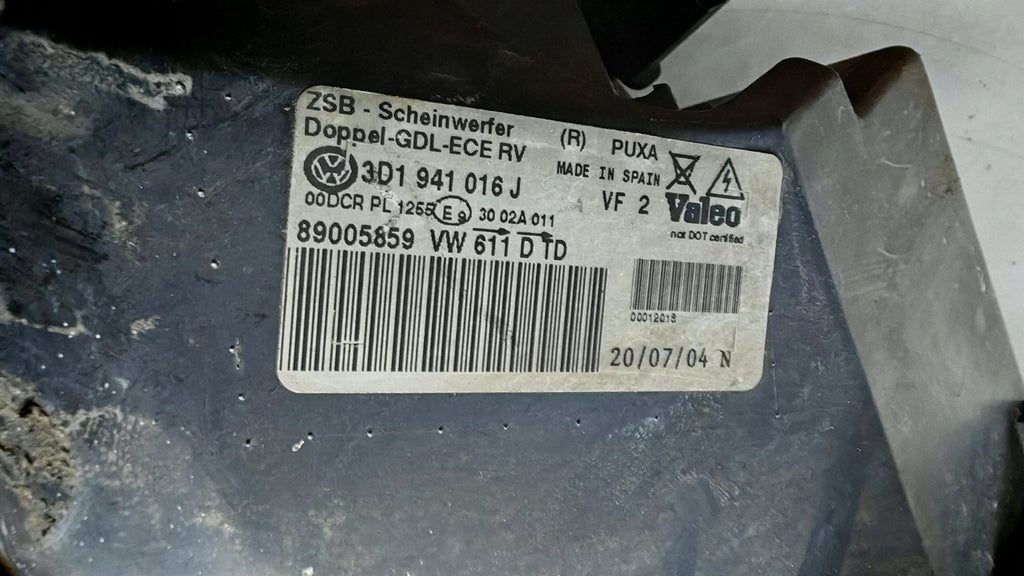 ZSB - Scheinwerfer
Doppel-GDL-ECE RV (R) PUXA
3D1 941 016 J MADE IN SPAIN
VF 2 Valeo
00DCR PL 1255 E9 30 02A 011
not DOT certified
89005859 VW 611 D TD
00012018
20/07/04 N